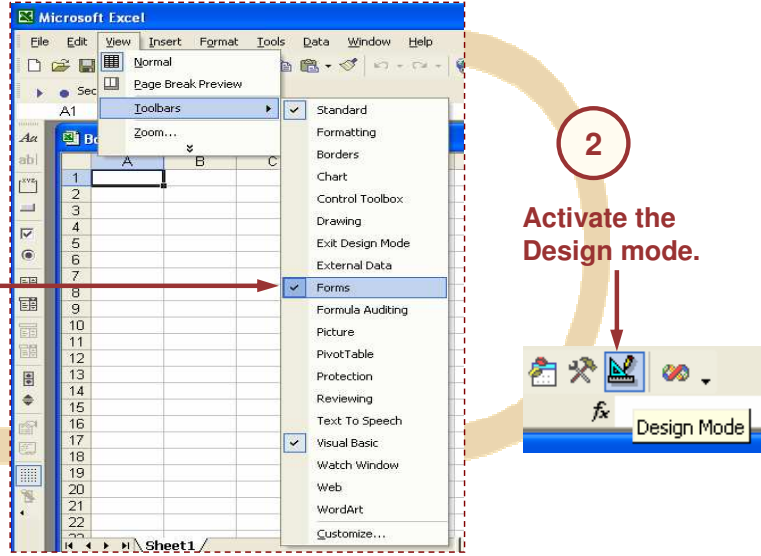 Microsoft Excel
File Edit View Insert Format Tools Data Window Help
Normal
Page Break Preview
Sec
Toolbars
A1
Zoom...
Aa
ab|
XYZ
A B C
1
2
3
4
5
6
7
8
9
10
11
12
13
14
15
16
17
18
19
20
21
22
Sheet1
Standard
Formatting
Borders
Chart
Control Toolbox
Drawing
Exit Design Mode
External Data
Forms
Formula Auditing
Picture
PivotTable
Protection
Reviewing
Text To Speech
Visual Basic
Watch Window
Web
WordArt
Customize...
2
Activate the
Design mode.
fx
Design Mode